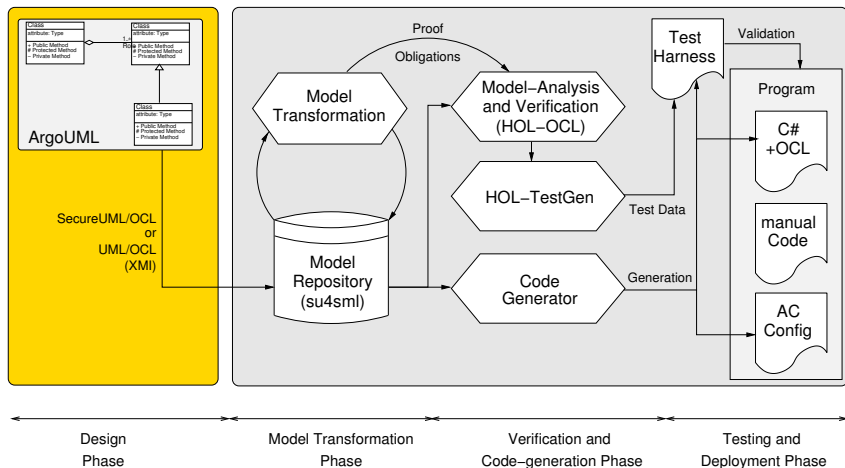 Class
attribute: Type
+ Public Method
# Protected Method
− Private Method
1..*
Role
Class
attribute: Type
+ Public Method
# Protected Method
− Private Method
Class
attribute: Type
+ Public Method
# Protected Method
− Private Method
ArgoUML
SecureUML/OCL
or
UML/OCL
(XMI)
Proof
Obligations
Model
Transformation
Model
Repository
(su4sml)
Model−Analysis
and Verification
(HOL−OCL)
HOL−TestGen
Code
Generator
Test Data
Generation
Test
Harness
Validation
Program
C#
+OCL
manual
Code
AC
Config
Design
Phase
Model Transformation
Phase
Verification and
Code−generation Phase
Testing and
Deployment Phase